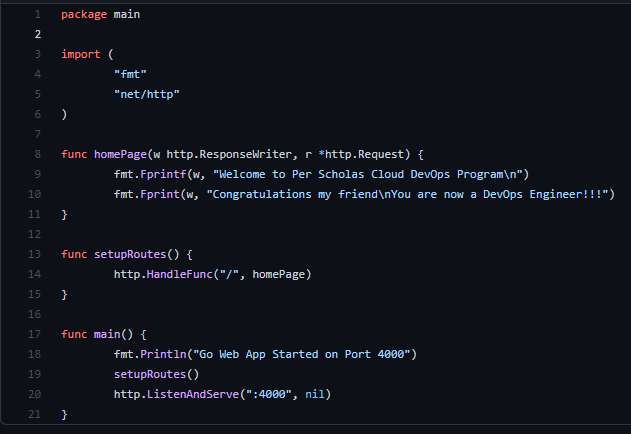 1 package main
2
3 import (
4 "fmt"
5 "net/http"
6 )
7
8 func homePage(w http.ResponseWriter, r *http.Request) {
9 fmt.Fprintf(w, "Welcome to Per Scholas Cloud DevOps Program\n")
10 fmt.Fprint(w, "Congratulations my friend\nYou are now a DevOps Engineer!!!")
11 }
12
13 func setupRoutes() {
14 http.HandleFunc("/", homePage)
15 }
16
17 func main() {
18 fmt.Println("Go Web App Started on Port 4000")
19 setupRoutes()
20 http.ListenAndServe(":4000", nil)
21 }